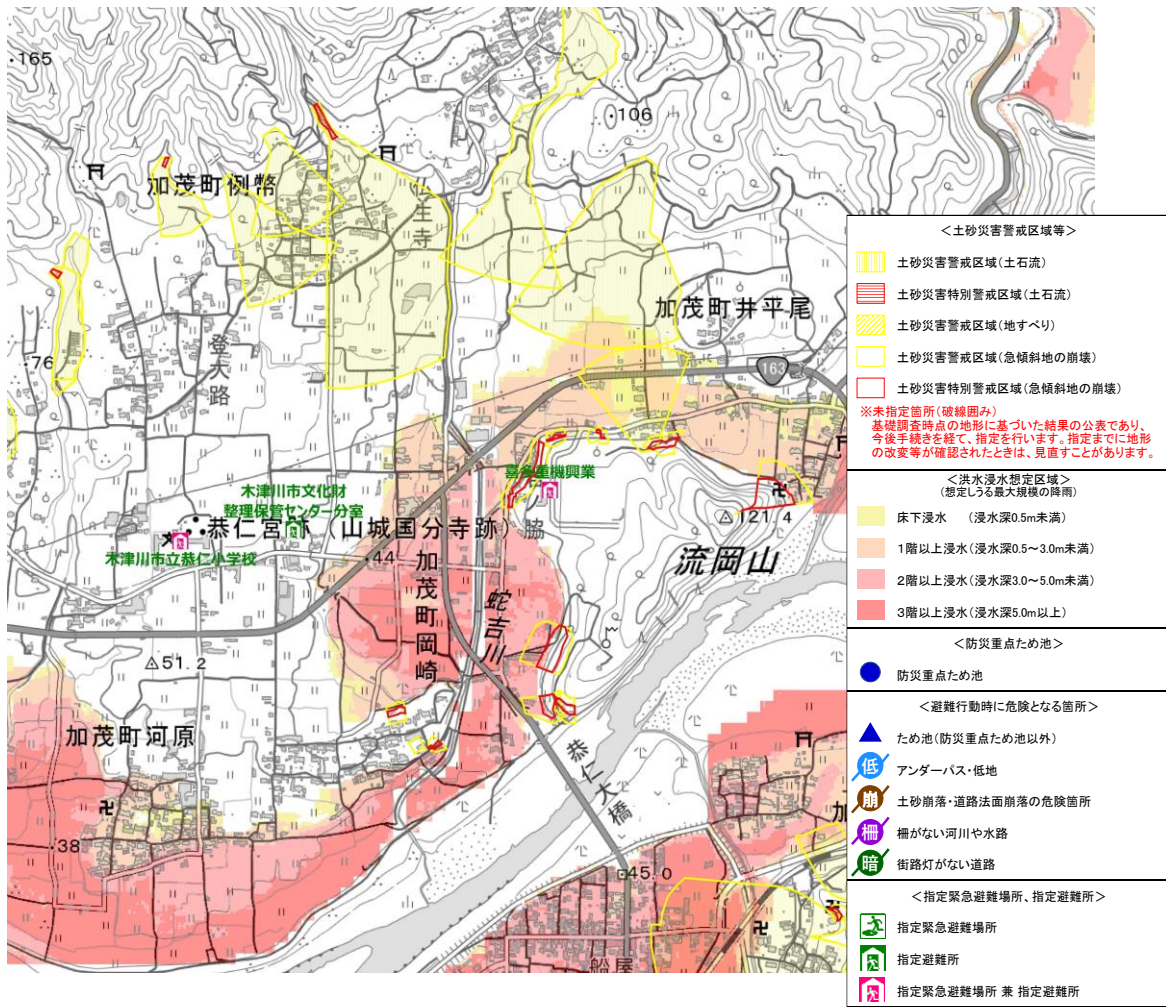 165
106
加茂町例幣
仏生寺
加茂町井平尾
163
76
登大路
喜多重機興業
木津川市文化財
整理保管センター分室
恭仁宮跡(山城国分寺跡)
脇
木津川市立恭仁小学校
44
121.4
流岡山
加茂町岡崎
蛇吉川
51.2
加茂町河原
恭仁大橋
38
45.0
加
船屋
＜土砂災害警戒区域等＞
土砂災害警戒区域(土石流)
土砂災害特別警戒区域(土石流)
土砂災害警戒区域(地すべり)
土砂災害警戒区域(急傾斜地の崩壊)
土砂災害特別警戒区域(急傾斜地の崩壊)
※未指定箇所(破線囲み)
基礎調査時点の地形に基づいた結果の公表であり、
今後手続きを経て、指定を行います。指定までに地形
の改変等が確認されたときは、見直すことがあります。
＜洪水浸水想定区域＞
(想定しうる最大規模の降雨)
床下浸水 (浸水深0.5m未満)
1階以上浸水(浸水深0.5～3.0m未満)
2階以上浸水(浸水深3.0～5.0m未満)
3階以上浸水(浸水深5.0m以上)
＜防災重点ため池＞
防災重点ため池
＜避難行動時に危険となる箇所＞
ため池(防災重点ため池以外)
低 アンダーパス・低地
崩 土砂崩落・道路法面崩落の危険箇所
柵 柵がない河川や水路
暗 街路灯がない道路
＜指定緊急避難場所、指定避難所＞
指定緊急避難場所
指定避難所
指定緊急避難場所 兼 指定避難所